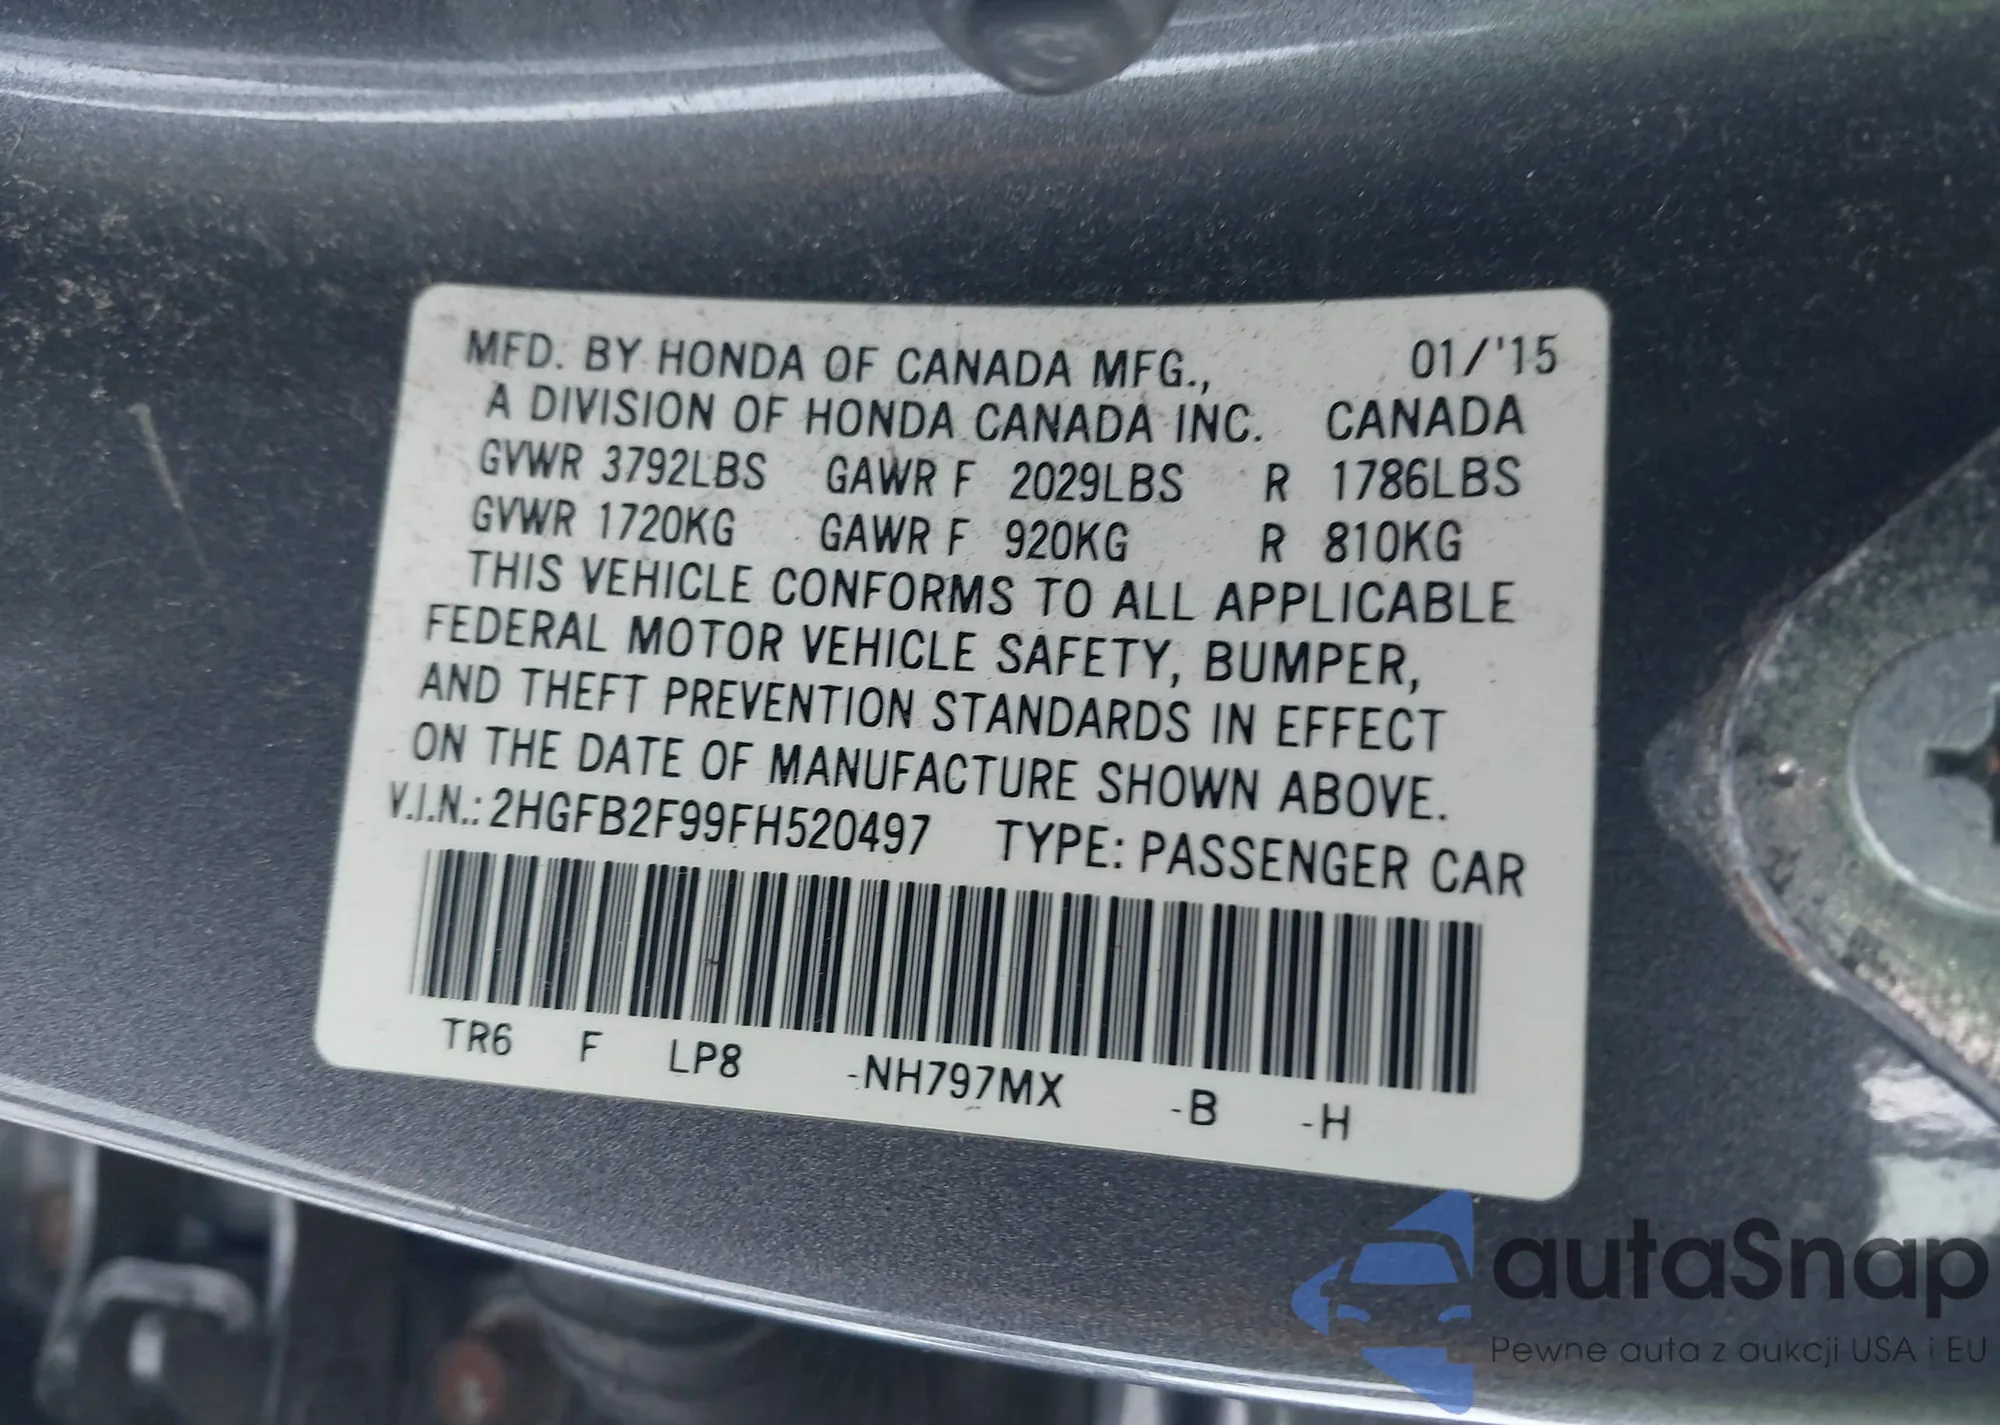 MFD. BY HONDA OF CANADA MFG., 01/'15
A DIVISION OF HONDA CANADA INC. CANADA
GVWR 3792LBS GAWR F 2029LBS R 1786LBS
GVWR 1720KG GAWR F 920KG R 810KG
THIS VEHICLE CONFORMS TO ALL APPLICABLE
FEDERAL MOTOR VEHICLE SAFETY, BUMPER,
AND THEFT PREVENTION STANDARDS IN EFFECT
ON THE DATE OF MANUFACTURE SHOWN ABOVE.
V.I.N.: 2HGFB2F99FH520497 TYPE: PASSENGER CAR
TR6 F LP8 -NH797MX -B -H
autaSnap
Pewne auta z aukcji USA i EU